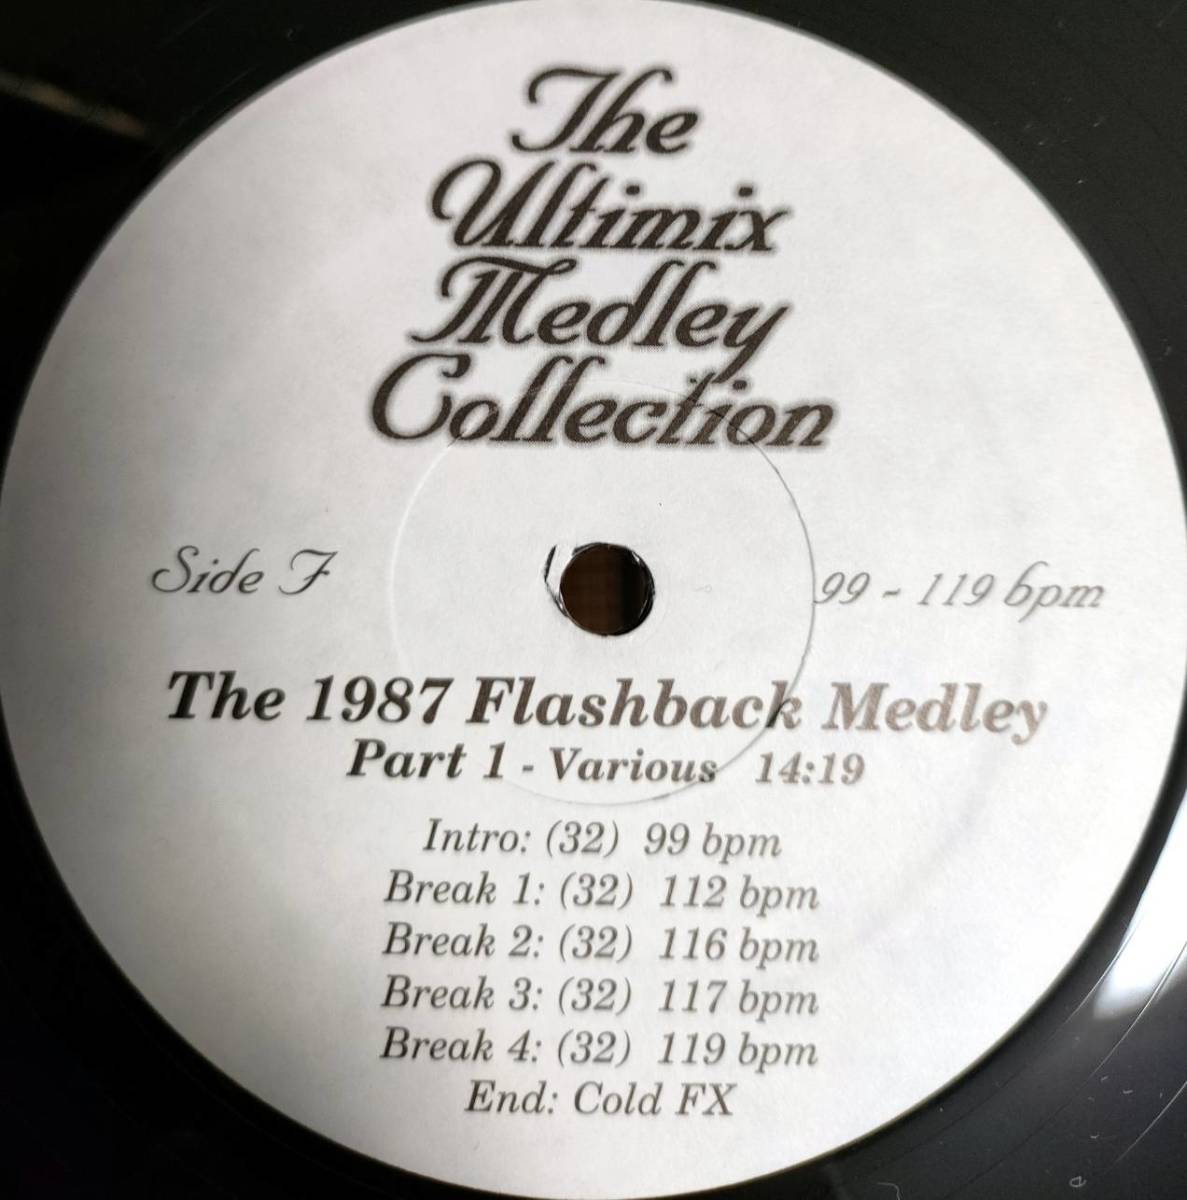 The
Ultimix
Medley
Collection
Side F
99 - 119 bpm
The 1987 Flashback Medley
Part 1 - Various 14:19
Intro: (32) 99 bpm
Break 1: (32) 112 bpm
Break 2: (32) 116 bpm
Break 3: (32) 117 bpm
Break 4: (32) 119 bpm
End: Cold FX